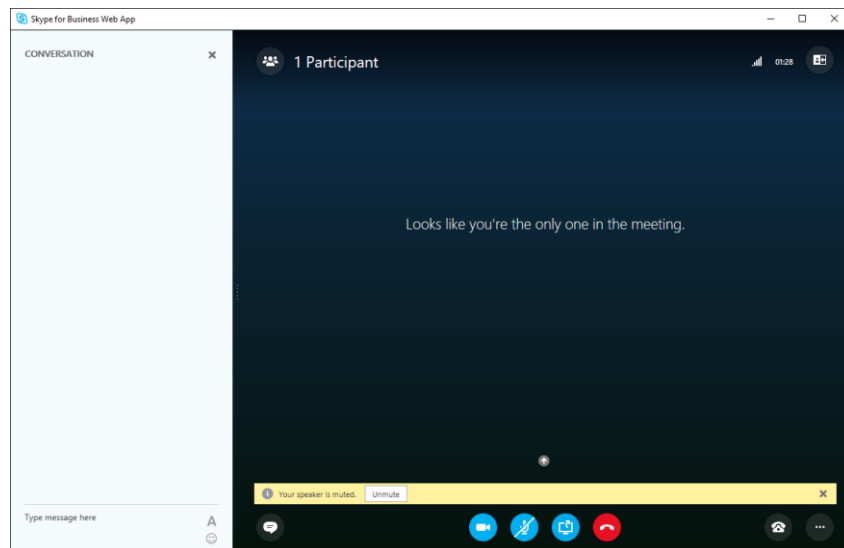 Skype for Business Web App
CONVERSATION
1 Participant
01:28
Looks like you're the only one in the meeting.
Your speaker is muted. Unmute
Type message here
A